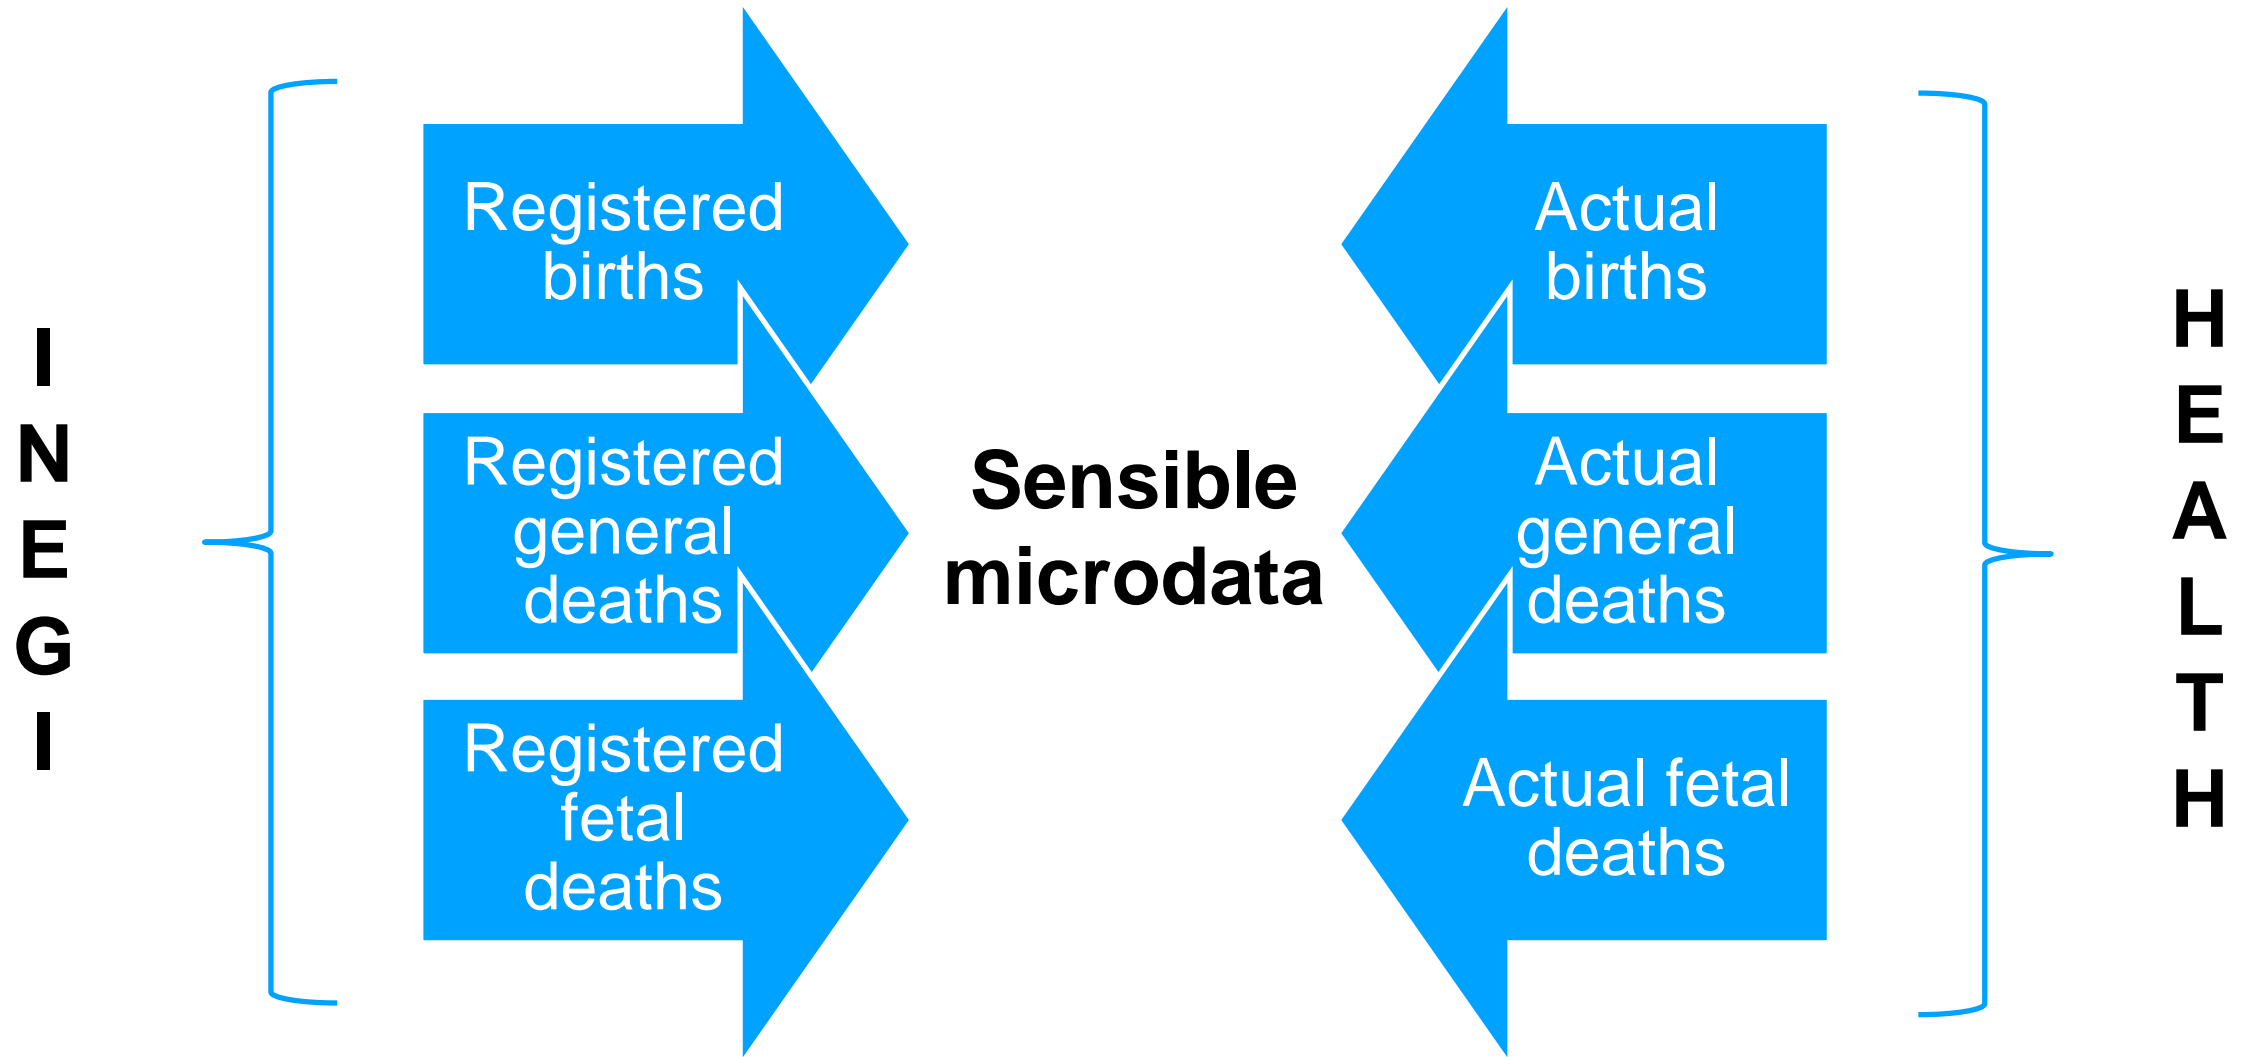 I
N
E
G
I
Registered
births
Registered
general
deaths
Registered
fetal
deaths
Sensible
microdata
Actual
births
Actual
general
deaths
Actual fetal
deaths
H
E
A
L
T
H